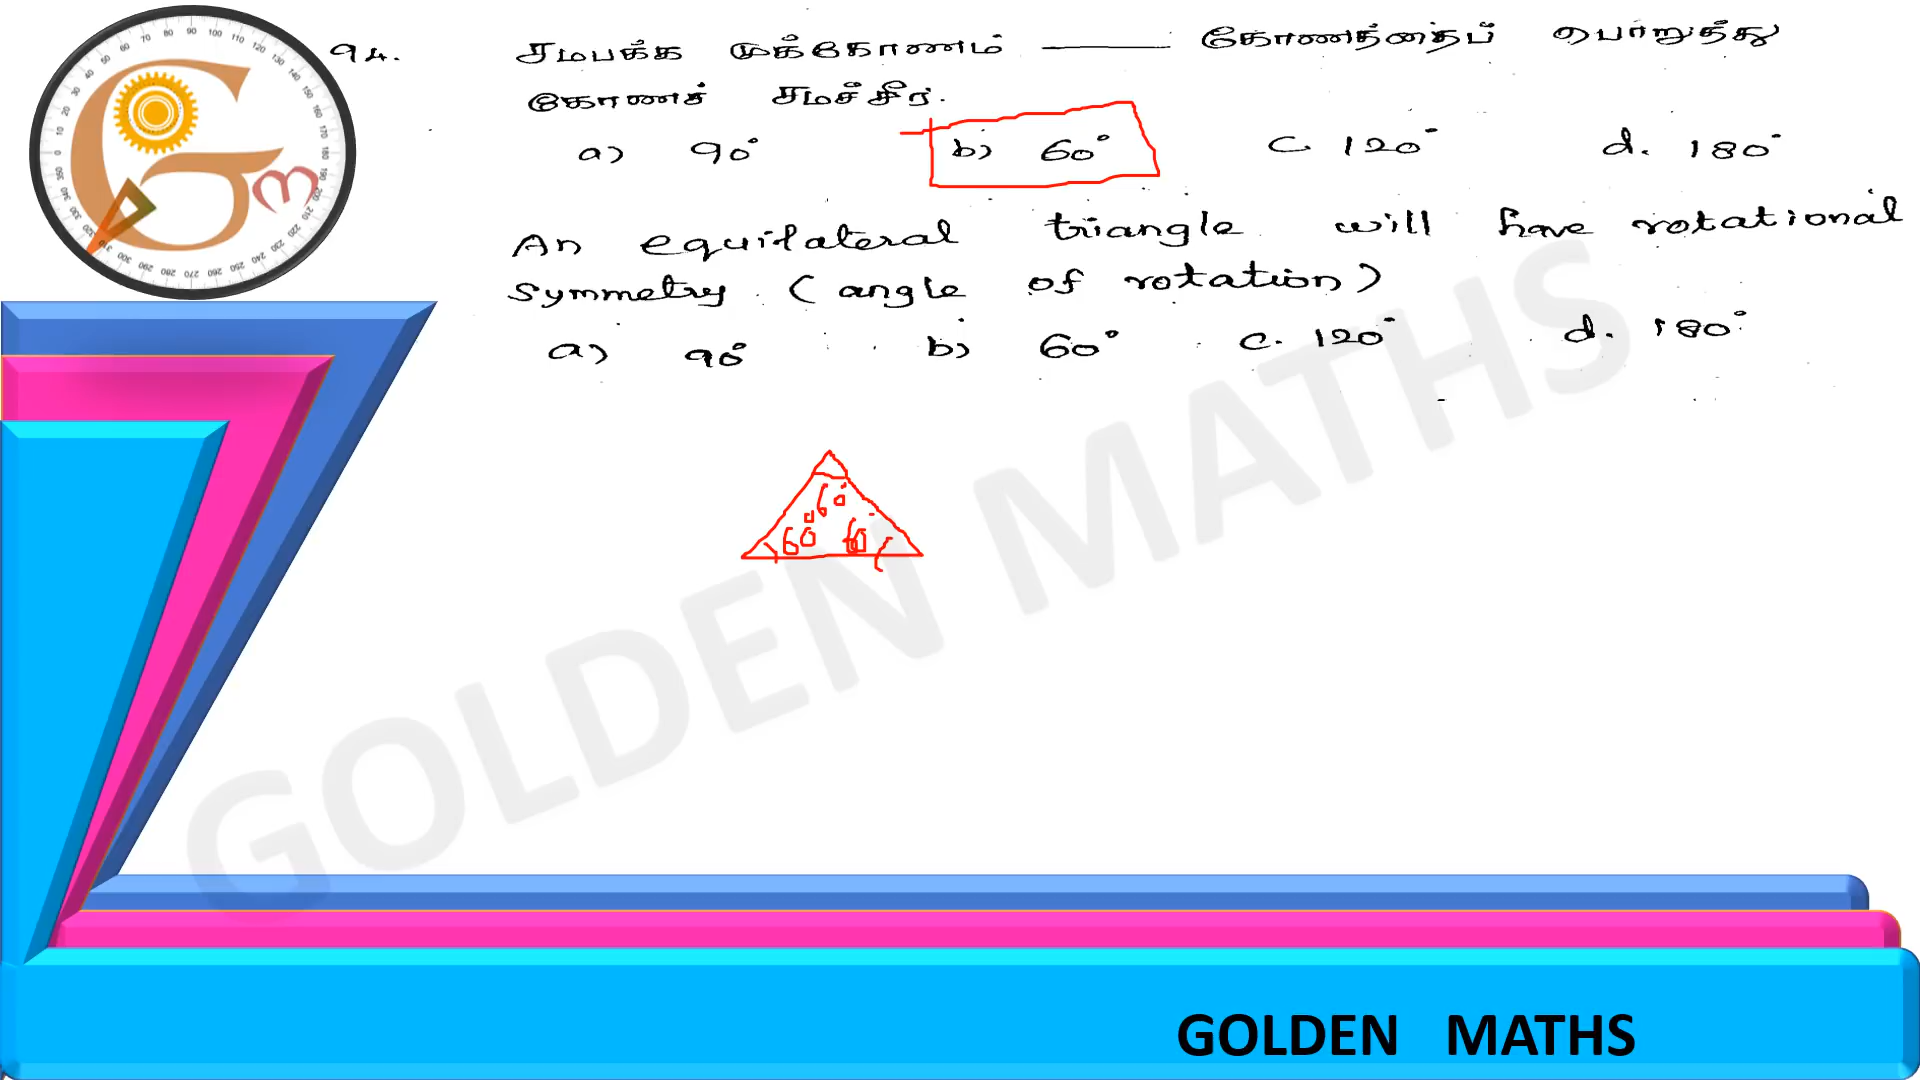 94. சமபக்க முக்கோணம் ______ கோணத்தைப் பொறுத்து
கோணச் சமச்சீர்.
a) 90° b) 60° C. 120° d. 180°
An equilateral triangle will have rotational
symmetry. (angle of rotation)
a) 90° b) 60° C. 120° d. 180°
60°
60° 60°
GOLDEN MATHS
Gm
GOLDEN MATHS